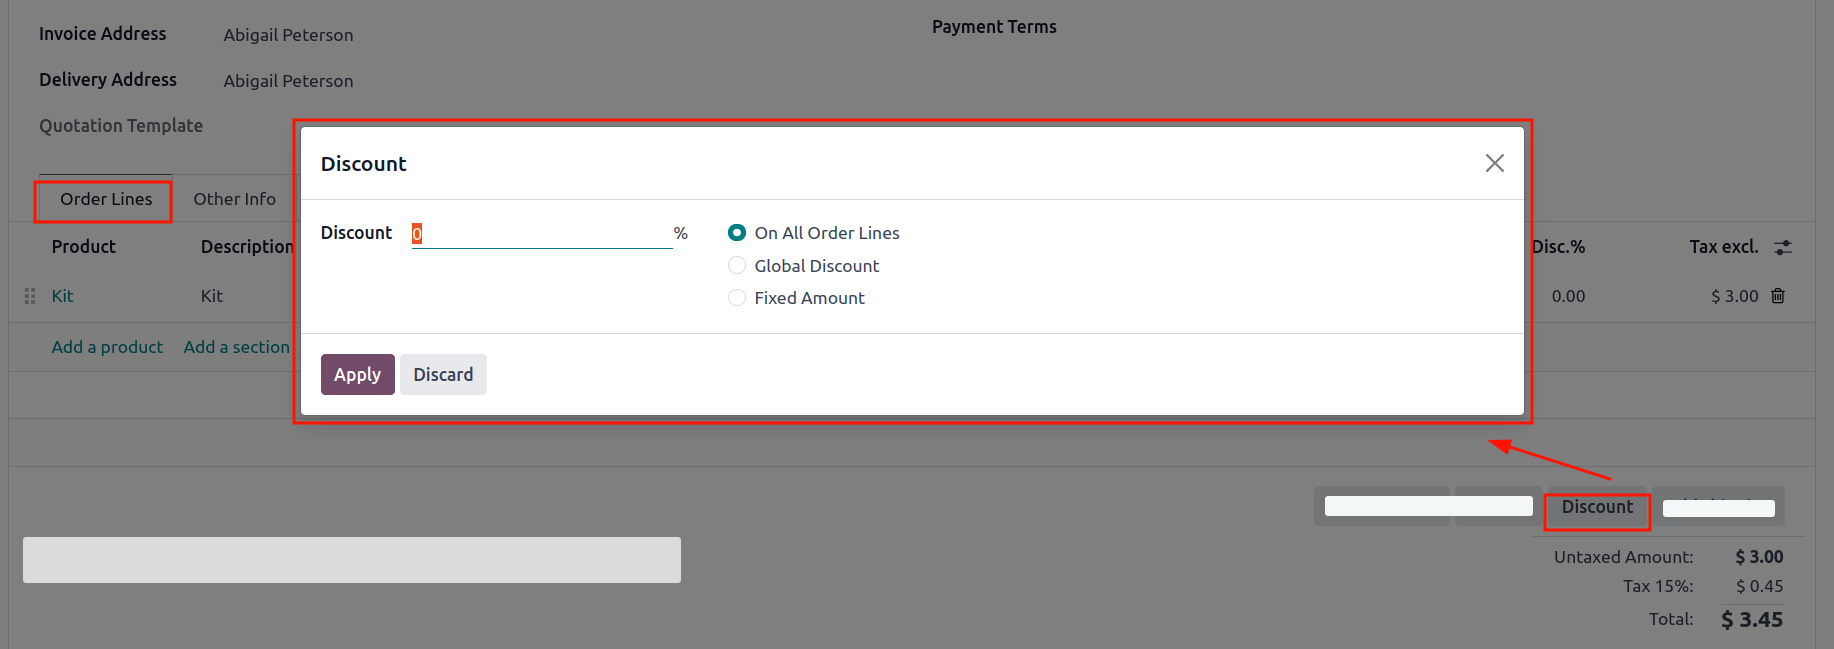 Invoice Address Abigail Peterson Payment Terms
Delivery Address Abigail Peterson
Quotation Template
Discount
Order Lines Other Info
Discount 0 % On All Order Lines
Global Discount
Fixed Amount
Product Description Disc.% Tax excl.
Kit Kit 0.00 $ 3.00
Add a product Add a section
Apply Discard
Discount
Untaxed Amount: $ 3.00
Tax 15%: $ 0.45
Total: $ 3.45